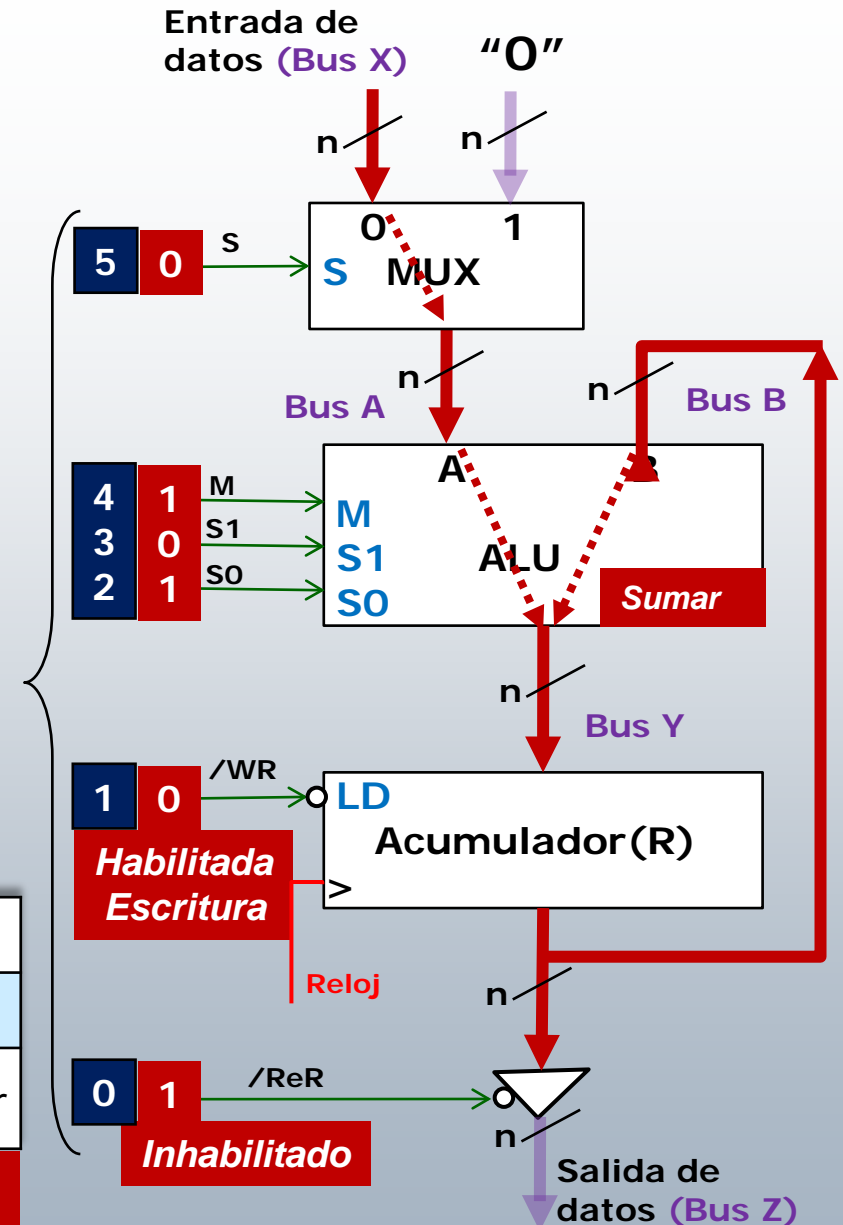 Entrada de
datos (Bus X)
“0”
n
n
0 1
5 0 S
S MUX
n
Bus A
n
Bus B
A
4 1 M
M
3 0 S1
S1 ALU
2 1 S0
S0
Sumar
n
Bus Y
1 0 /WR
LD
Acumulador(R)
Habilitada
Escritura
>
Reloj
n
0 1 /ReR
r
Inhabilitado
n
Salida de
datos (Bus Z)